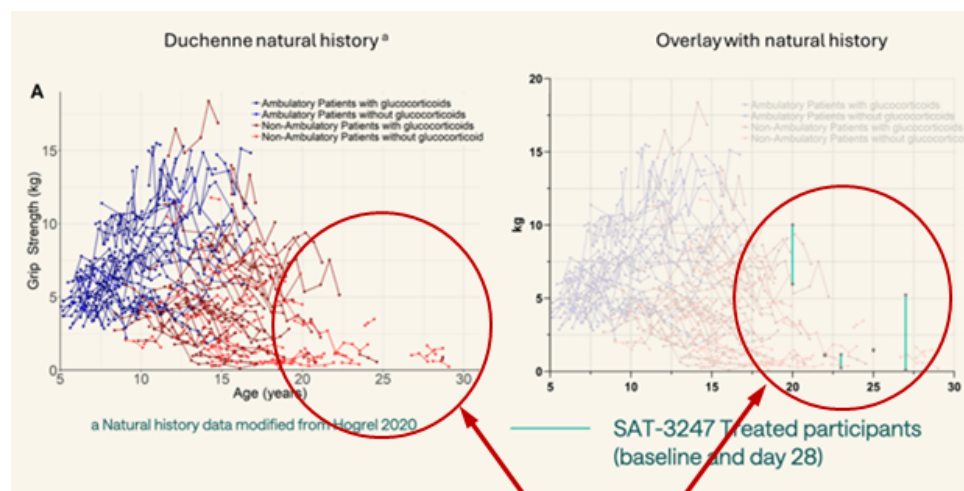 Duchenne natural history a
Overlay with natural history
A
Ambulatory Patients with glucocorticoids
Ambulatory Patients without glucocorticoids
Non-Ambulatory Patients with glucocorticoids
Non-Ambulatory Patients without glucocorticoid
Grip Strength (kg)
15
10
5
0
5 10 15 20 25 30
Age (years)
a Natural history data modified from Hogrel 2020
Ambulatory Patients with glucocorticoids
Ambulatory Patients without glucocorticoids
Non-Ambulatory Patients with glucocorticoids
Non-Ambulatory Patients without glucocortico
kg
20
15
10
5
0
5 10 15 20 25 30
SAT-3247 Treated participants
(baseline and day 28)